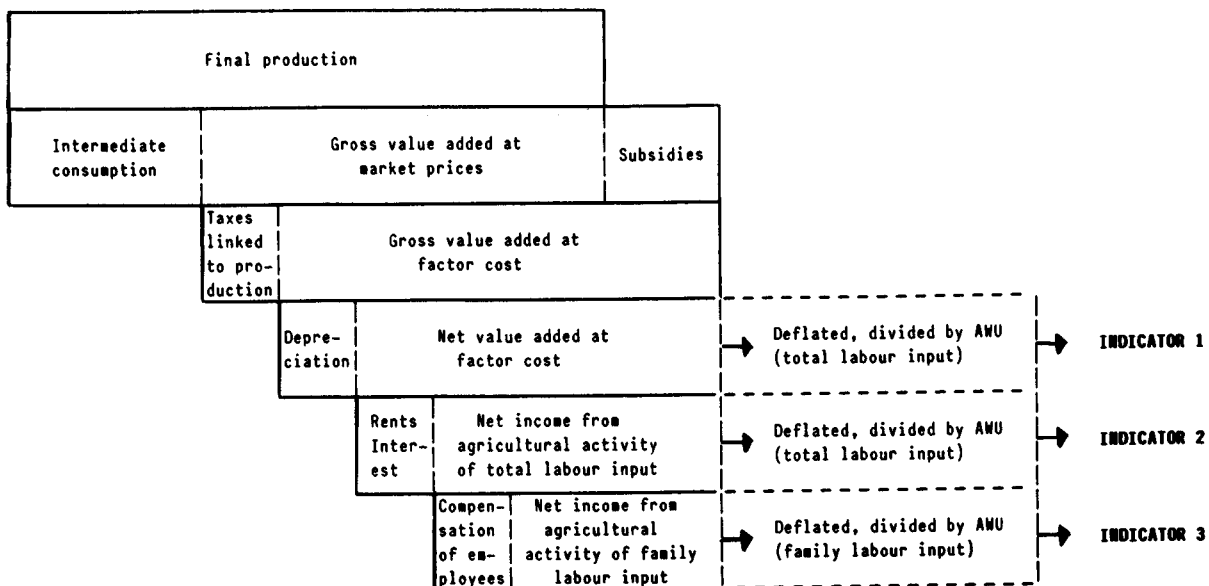 Final production
Intermediate
consumption
Gross value added at
market prices
Subsidies
Taxes
linked
to pro-
duction
Gross value added at
factor cost
Depre-
ciation
Net value added at
factor cost
Deflated, divided by AWU
(total labour input)
INDICATOR 1
Rents
Inter-
est
Net income from
agricultural activity
of total labour input
Deflated, divided by AWU
(total labour input)
INDICATOR 2
Compen-
sation
of em-
ployees
Net income from
agricultural
activity of family
labour input
Deflated, divided by AWU
(family labour input)
INDICATOR 3